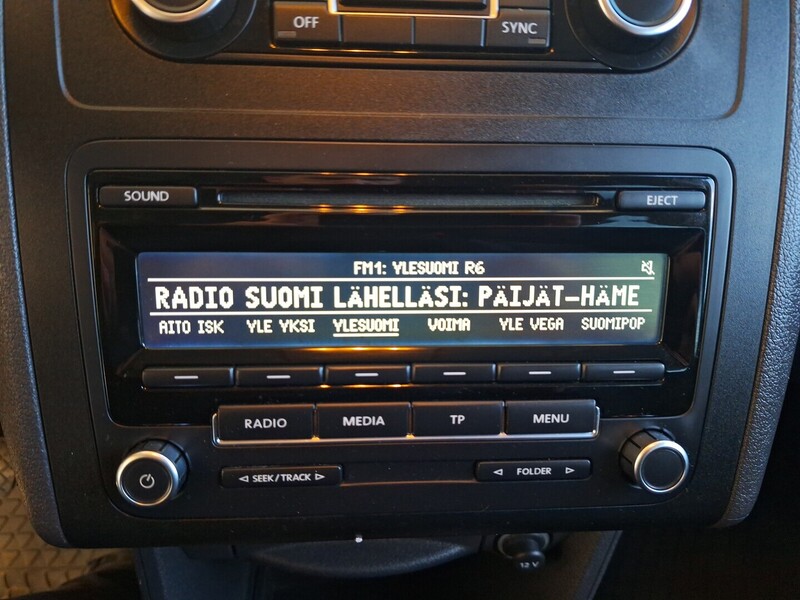 OFF
SYNC
SOUND
EJECT
FM1: YLESUOMI R6
RADIO SUOMI LÄHELLÄSI: PÄIJÄT-HÄME
AITO ISK YLE YKSI YLESUOMI VOIMA YLE VEGA SUOMIPOP
RADIO MEDIA TP MENU
SEEK/TRACK FOLDER
12 V